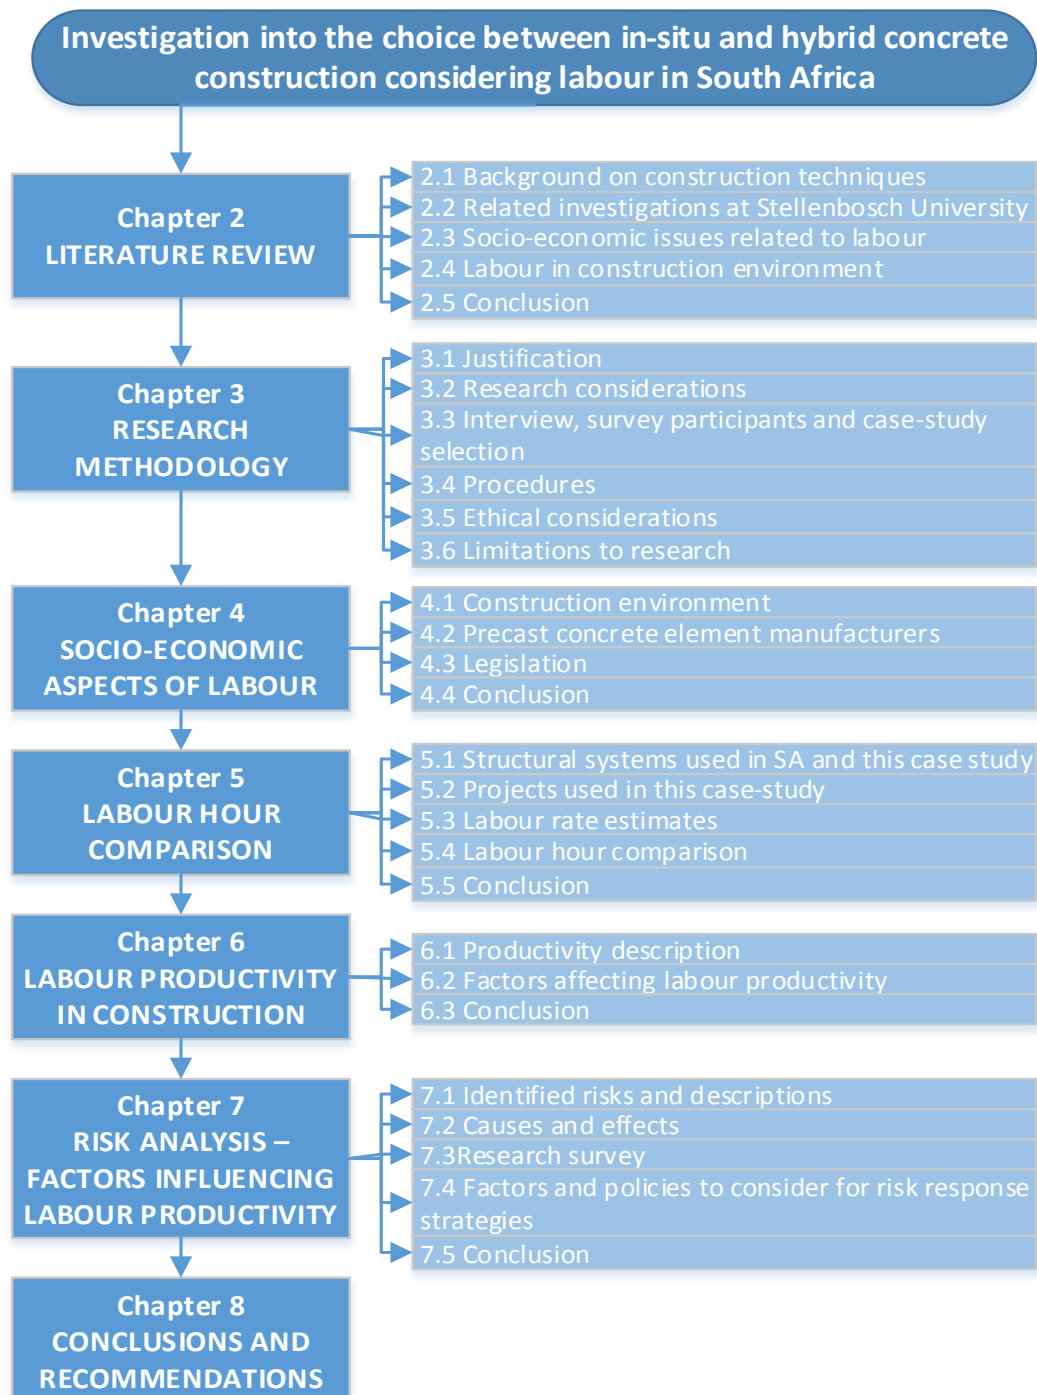 Investigation into the choice between in-situ and hybrid concrete
construction considering labour in South Africa
Chapter 2
LITERATURE REVIEW
2.1 Background on construction techniques
2.2 Related investigations at Stellenbosch University
2.3 Socio-economic issues related to labour
2.4 Labour in construction environment
2.5 Conclusion
Chapter 3
RESEARCH
METHODOLOGY
3.1 Justification
3.2 Research considerations
3.3 Interview, survey participants and case-study
selection
3.4 Procedures
3.5 Ethical considerations
3.6 Limitations to research
Chapter 4
SOCIO-ECONOMIC
ASPECTS OF LABOUR
4.1 Construction environment
4.2 Precast concrete element manufacturers
4.3 Legislation
4.4 Conclusion
Chapter 5
LABOUR HOUR
COMPARISON
5.1 Structural systems used in SA and this case study
5.2 Projects used in this case-study
5.3 Labour rate estimates
5.4 Labour hour comparison
5.5 Conclusion
Chapter 6
LABOUR PRODUCTIVITY
IN CONSTRUCTION
6.1 Productivity description
6.2 Factors affecting labour productivity
6.3 Conclusion
Chapter 7
RISK ANALYSIS –
FACTORS INFLUENCING
LABOUR PRODUCTIVITY
7.1 Identified risks and descriptions
7.2 Causes and effects
7.3Research survey
7.4 Factors and policies to consider for risk response
strategies
7.5 Conclusion
Chapter 8
CONCLUSIONS AND
RECOMMENDATIONS